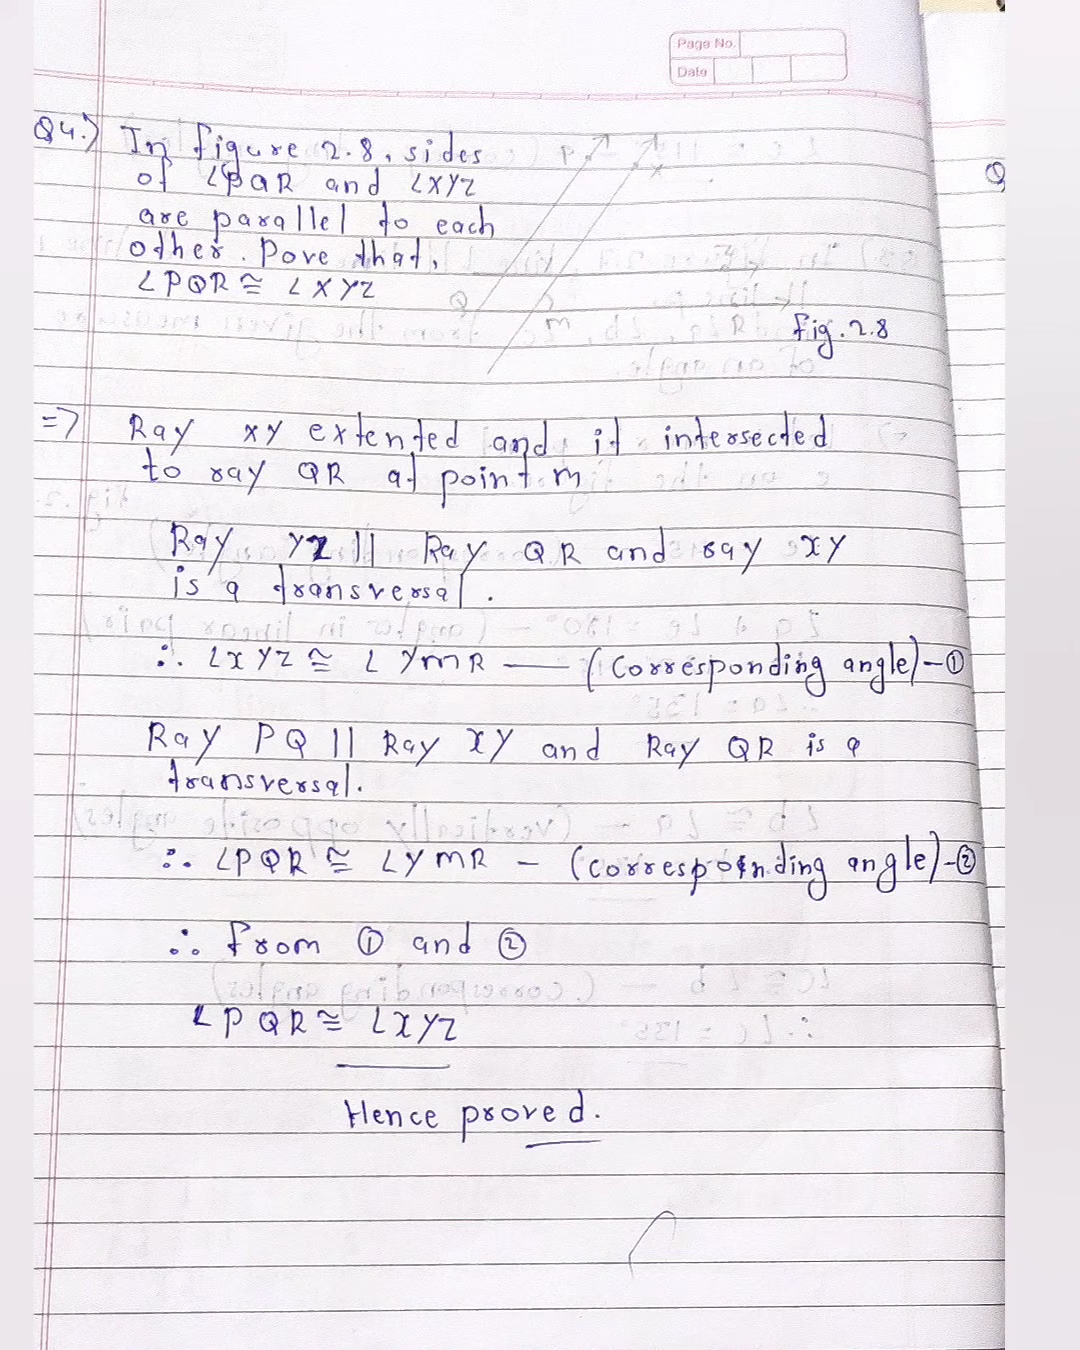 Page No.
Date
Q4.) In figure 2.8, sides
of ∠PQR and ∠XYZ
are parallel to each
other. Pove that,
∠PQR ≅ ∠XYZ
P
X
Y
Z
Q
M
R
fig. 2.8
=> Ray XY extented and it intersected
to ray QR at point m
Ray YZ || Ray QR and ray XY
is a transversal.
∴ ∠XYZ ≅ ∠YMR — (Corresponding angle) - ①
Ray PQ || Ray XY and Ray QR is a
transversal.
∴ ∠PQR ≅ ∠YMR - (corresponding angle) - ②
∴ from ① and ②
∠PQR ≅ ∠XYZ
Hence proved.
Q